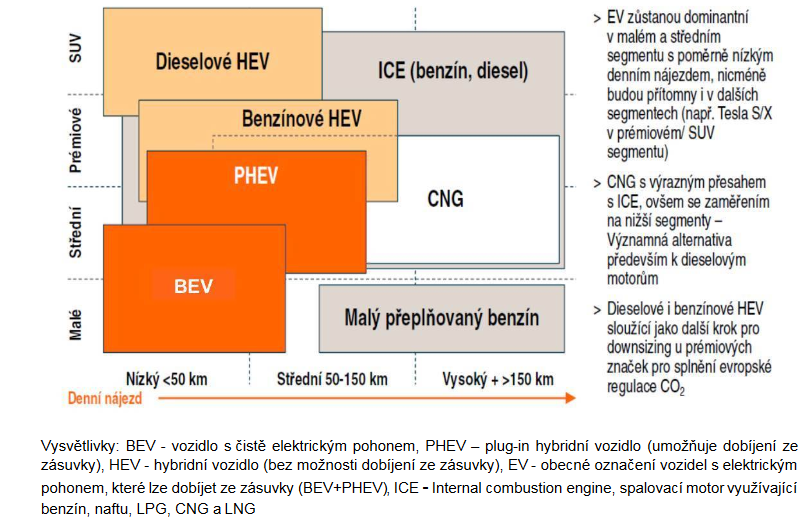 SUV
Prémiové
Střední
Malé
Dieselové HEV
ICE (benzín, diesel)
Benzínové HEV
PHEV
CNG
BEV
Malý přeplňovaný benzín
Nízký <50 km
Střední 50-150 km
Vysoký + >150 km
Denní nájezd
> EV zůstanou dominantní
v malém a středním
segmentu s poměrně nízkým
denním nájezdem, nicméně
budou přítomny i v dalších
segmentech (např. Tesla S/X
v prémiovém/ SUV
segmentu)
> CNG s výrazným přesahem
s ICE, ovšem se zaměřením
na nižší segmenty –
Významná alternativa
především k dieselovým
motorům
> Dieselové i benzínové HEV
sloužící jako další krok pro
downsizing u prémiových
značek pro splnění evropské
regulace CO₂
Vysvětlivky: BEV - vozidlo s čistě elektrickým pohonem, PHEV – plug-in hybridní vozidlo (umožňuje dobíjení ze
zásuvky), HEV - hybridní vozidlo (bez možnosti dobíjení ze zásuvky), EV - obecné označení vozidel s elektrickým
pohonem, které lze dobíjet ze zásuvky (BEV+PHEV), ICE - Internal combustion engine, spalovací motor využívající
benzín, naftu, LPG, CNG a LNG